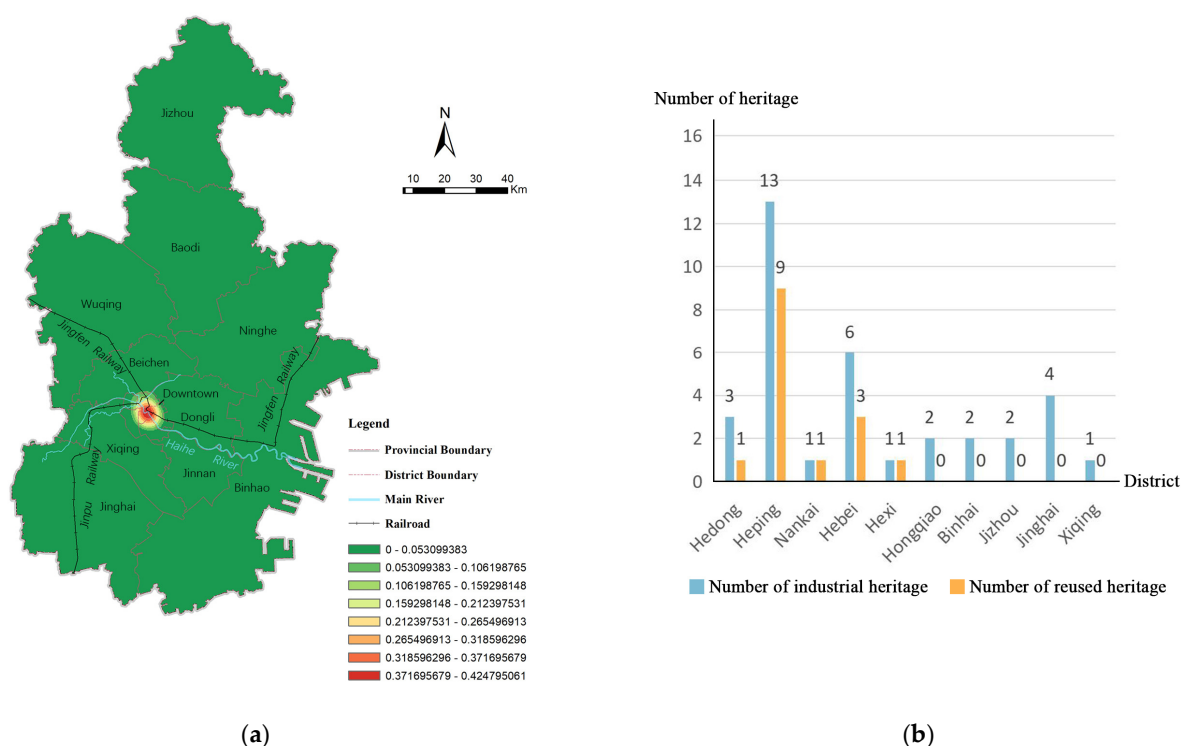 Jizhou
N
10 0 10 20 30 40
Km
Baodi
Wuqing
Ninghe
Jingfen Railway
Beichen
Jingfen Railway
Downtown
Dongli
Xiqing
Haihe River
Jinpu Railway
Jinnan
Binhao
Jinghai
Legend
Provincial Boundary
District Boundary
Main River
Railroad
0 - 0.053099383
0.053099383 - 0.106198765
0.106198765 - 0.159298148
0.159298148 - 0.212397531
0.212397531 - 0.265496913
0.265496913 - 0.318596296
0.318596296 - 0.371695679
0.371695679 - 0.424795061
(a)
Number of heritage
16
14
12
10
8
6
4
2
0
3 1
13 9
1 1
6 3
1 1
2 0
2 0
2 0
4 0
1 0
District
Hedong
Heping
Nankai
Hebei
Hexi
Hongqiao
Binhai
Jizhou
Jinghai
Xiqing
Number of industrial heritage
Number of reused heritage
(b)